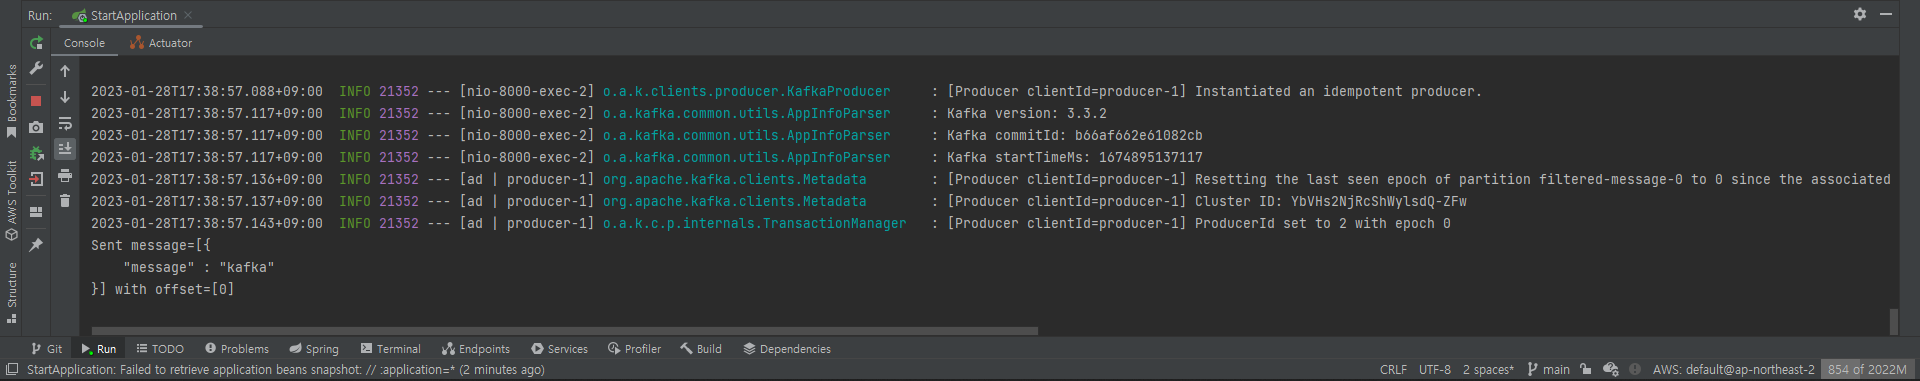 Run: StartApplication
Console Actuator
2023-01-28T17:38:57.088+09:00  INFO 21352 --- [nio-8000-exec-2] o.a.k.clients.producer.KafkaProducer     : [Producer clientId=producer-1] Instantiated an idempotent producer.
2023-01-28T17:38:57.117+09:00  INFO 21352 --- [nio-8000-exec-2] o.a.kafka.common.utils.AppInfoParser     : Kafka version: 3.3.2
2023-01-28T17:38:57.117+09:00  INFO 21352 --- [nio-8000-exec-2] o.a.kafka.common.utils.AppInfoParser     : Kafka commitId: b66af662e61082cb
2023-01-28T17:38:57.117+09:00  INFO 21352 --- [nio-8000-exec-2] o.a.kafka.common.utils.AppInfoParser     : Kafka startTimeMs: 1674895137117
2023-01-28T17:38:57.136+09:00  INFO 21352 --- [ad | producer-1] org.apache.kafka.clients.Metadata        : [Producer clientId=producer-1] Resetting the last seen epoch of partition filtered-message-0 to 0 since the associated
2023-01-28T17:38:57.137+09:00  INFO 21352 --- [ad | producer-1] org.apache.kafka.clients.Metadata        : [Producer clientId=producer-1] Cluster ID: YbVHs2NjRcShWylsdQ-ZFw
2023-01-28T17:38:57.143+09:00  INFO 21352 --- [ad | producer-1] o.a.k.c.p.internals.TransactionManager   : [Producer clientId=producer-1] ProducerId set to 2 with epoch 0
Sent message=[{
    "message" : "kafka"
}] with offset=[0]
Bookmarks
AWS Toolkit
Structure
Git Run TODO Problems Spring Terminal Endpoints Services Profiler Build Dependencies
StartApplication: Failed to retrieve application beans snapshot: // :application=* (2 minutes ago) CRLF UTF-8 2 spaces* main AWS: default@ap-northeast-2 854 of 2022M